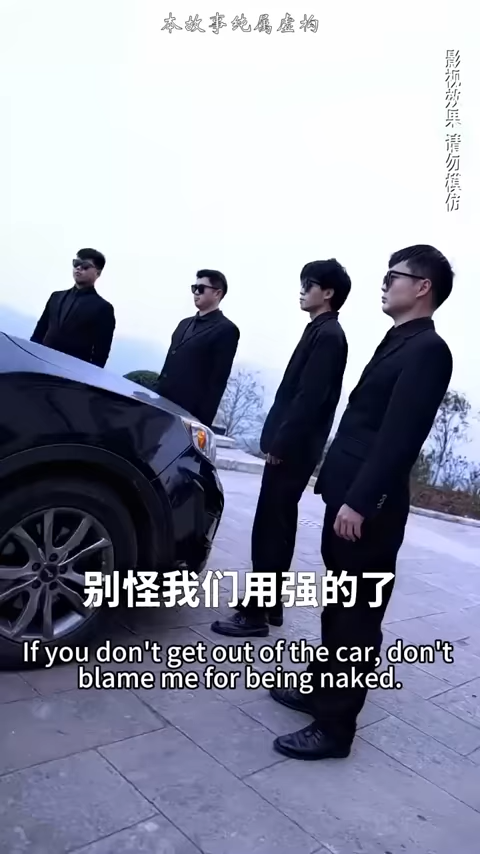 本故事纯属虚构
影视效果 请勿模仿
别怪我们用强的了
If you don't get out of the car, don't
blame me for being naked.